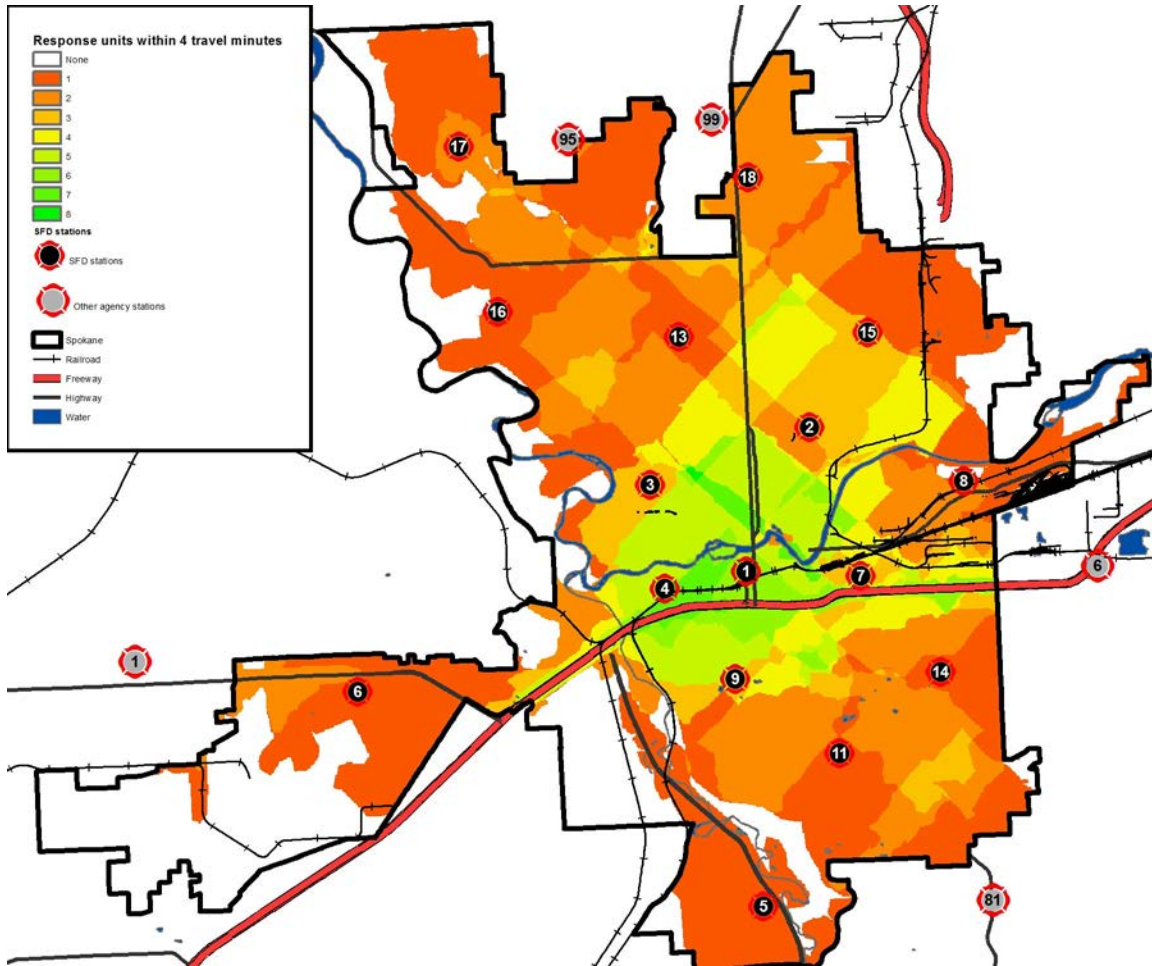 Response units within 4 travel minutes
None
1
2
3
4
5
6
7
8
SFD stations
SFD stations
Other agency stations
Spokane
Railroad
Freeway
Highway
Water
99
95
17
18
16
15
13
2
8
3
6
1
7
4
1
14
9
6
11
81
5